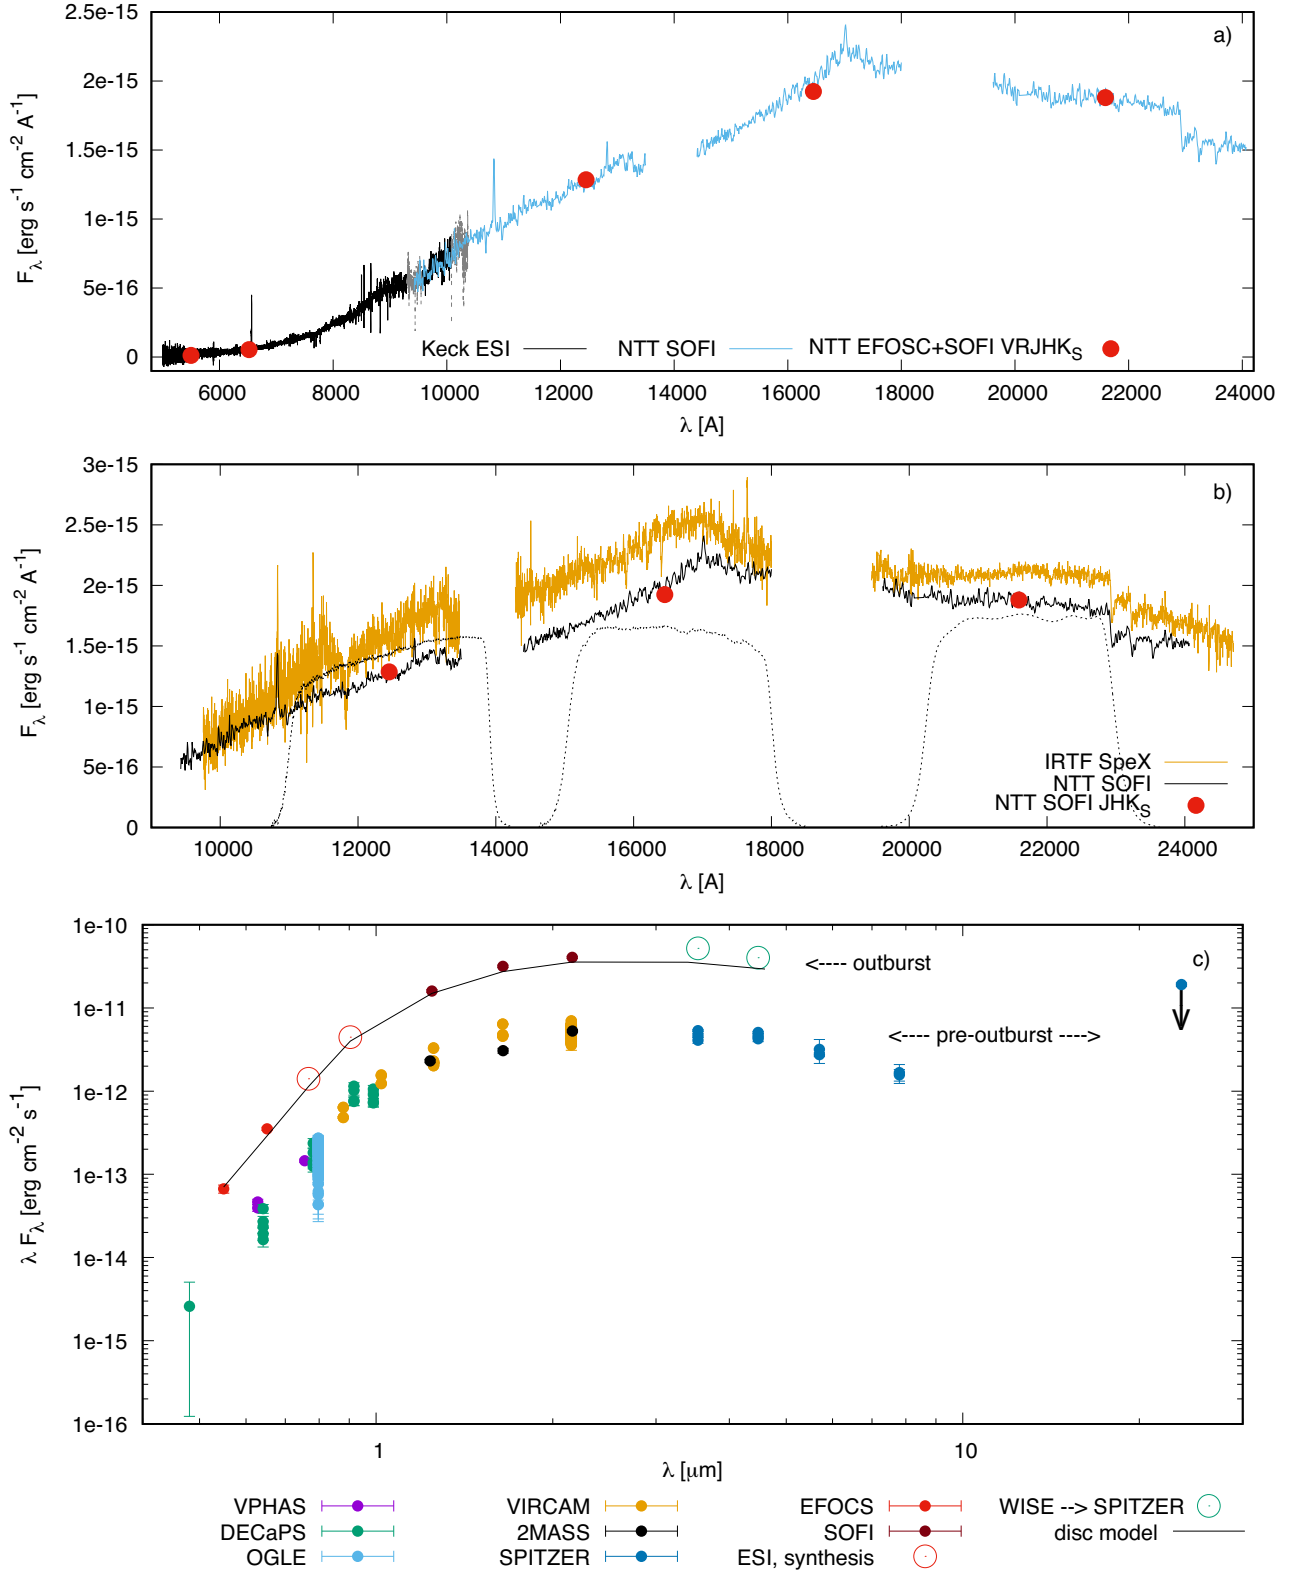 2.5e-15
a)
2e-15
1.5e-15
1e-15
5e-16
0
F_λ [erg s⁻¹ cm⁻² A⁻¹]
Keck ESI
NTT SOFI
NTT EFOSC+SOFI VRJHK_S
6000 8000 10000 12000 14000 16000 18000 20000 22000 24000
λ [A]
3e-15
b)
2.5e-15
2e-15
1.5e-15
1e-15
5e-16
0
F_λ [erg s⁻¹ cm⁻² A⁻¹]
IRTF SpeX
NTT SOFI
NTT SOFI JHK_S
10000 12000 14000 16000 18000 20000 22000 24000
λ [A]
1e-10
c)
<---- outburst
1e-11
<---- pre-outburst ---->
1e-12
1e-13
1e-14
1e-15
1e-16
λ F_λ [erg cm⁻² s⁻¹]
1 10
λ [μm]
VPHAS VIRCAM EFOCS WISE --> SPITZER
DECaPS 2MASS SOFI disc model
OGLE SPITZER ESI, synthesis